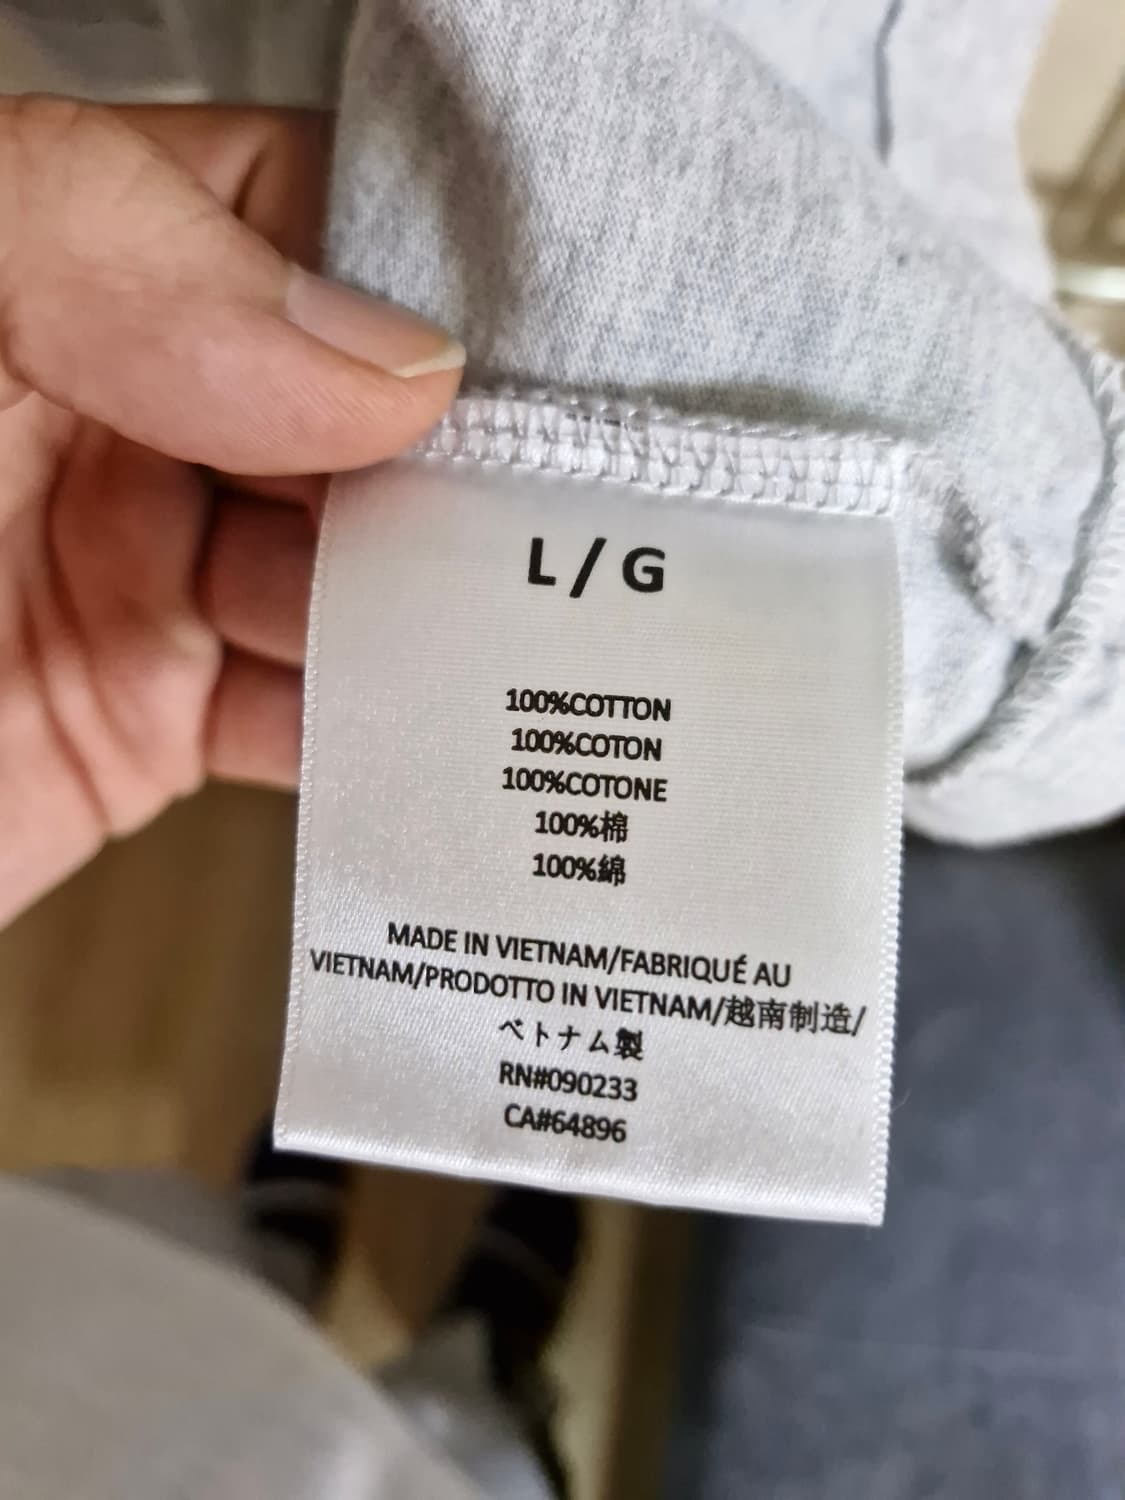 L / G
100%COTTON
100%COTON
100%COTONE
100%棉
100%綿
MADE IN VIETNAM/FABRIQUÉ AU
VIETNAM/PRODOTTO IN VIETNAM/越南制造/
ベトナム製
RN#090233
CA#64896